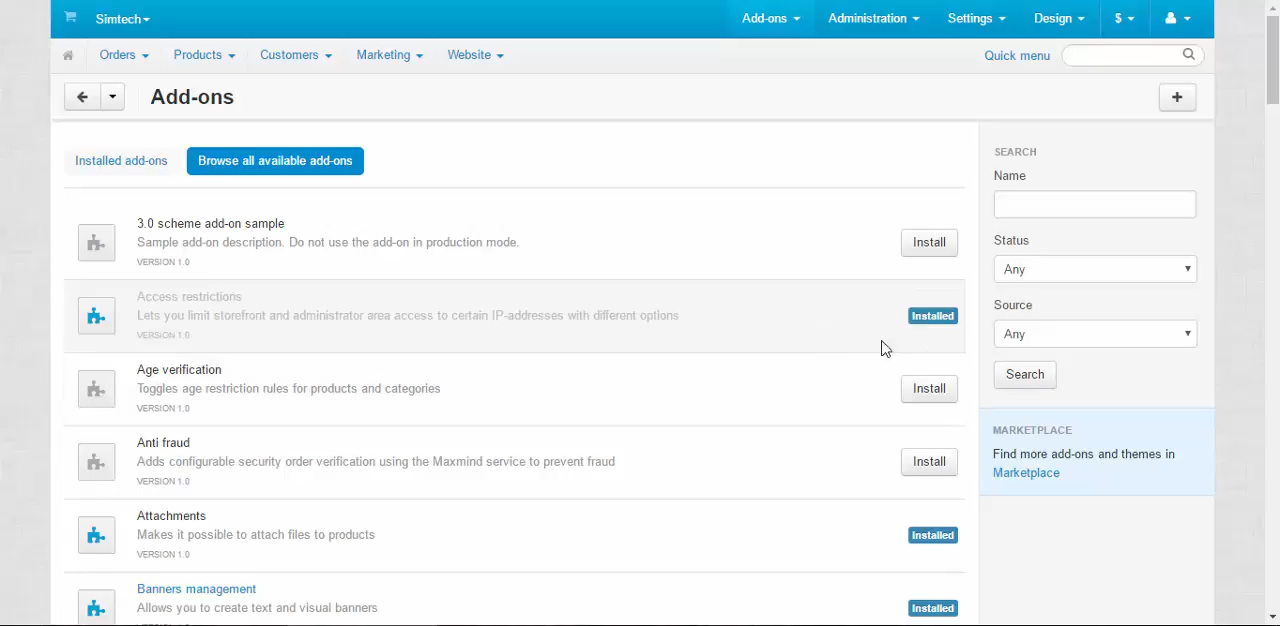 Simtech
Add-ons
Administration
Settings
Design
$
Orders
Products
Customers
Marketing
Website
Quick menu
Add-ons
Installed add-ons
Browse all available add-ons
3.0 scheme add-on sample
Sample add-on description. Do not use the add-on in production mode.
VERSION 1.0
Install
Access restrictions
Lets you limit storefront and administrator area access to certain IP-addresses with different options
VERSION 1.0
Installed
Age verification
Toggles age restriction rules for products and categories
VERSION 1.0
Install
Anti fraud
Adds configurable security order verification using the Maxmind service to prevent fraud
VERSION 1.0
Install
Attachments
Makes it possible to attach files to products
VERSION 1.0
Installed
Banners management
Allows you to create text and visual banners
Installed
SEARCH
Name
Status
Any
Source
Any
Search
MARKETPLACE
Find more add-ons and themes in
Marketplace